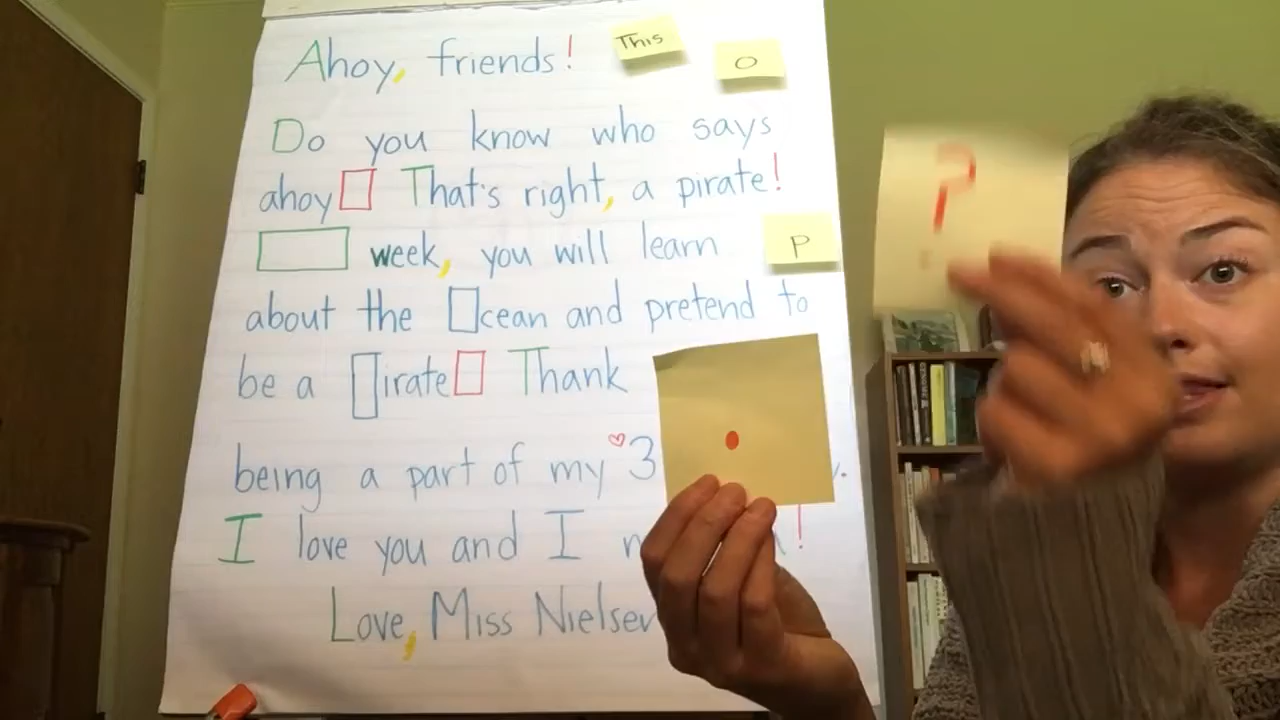 Ahoy, friends! This
O
Do you know who says
ahoy That's right, a pirate!
week, you will learn P
about the cean and pretend to
be a irate Thank
being a part of my 3
I love you and I !
Love, Miss Nielsen
?
.